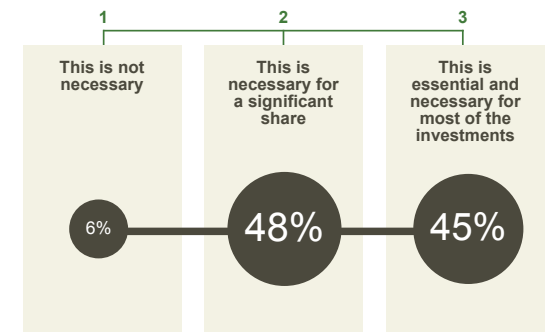 1
2
3
This is not
necessary
This is
necessary for
a significant
share
This is
essential and
necessary for
most of the
investments
6%
48%
45%